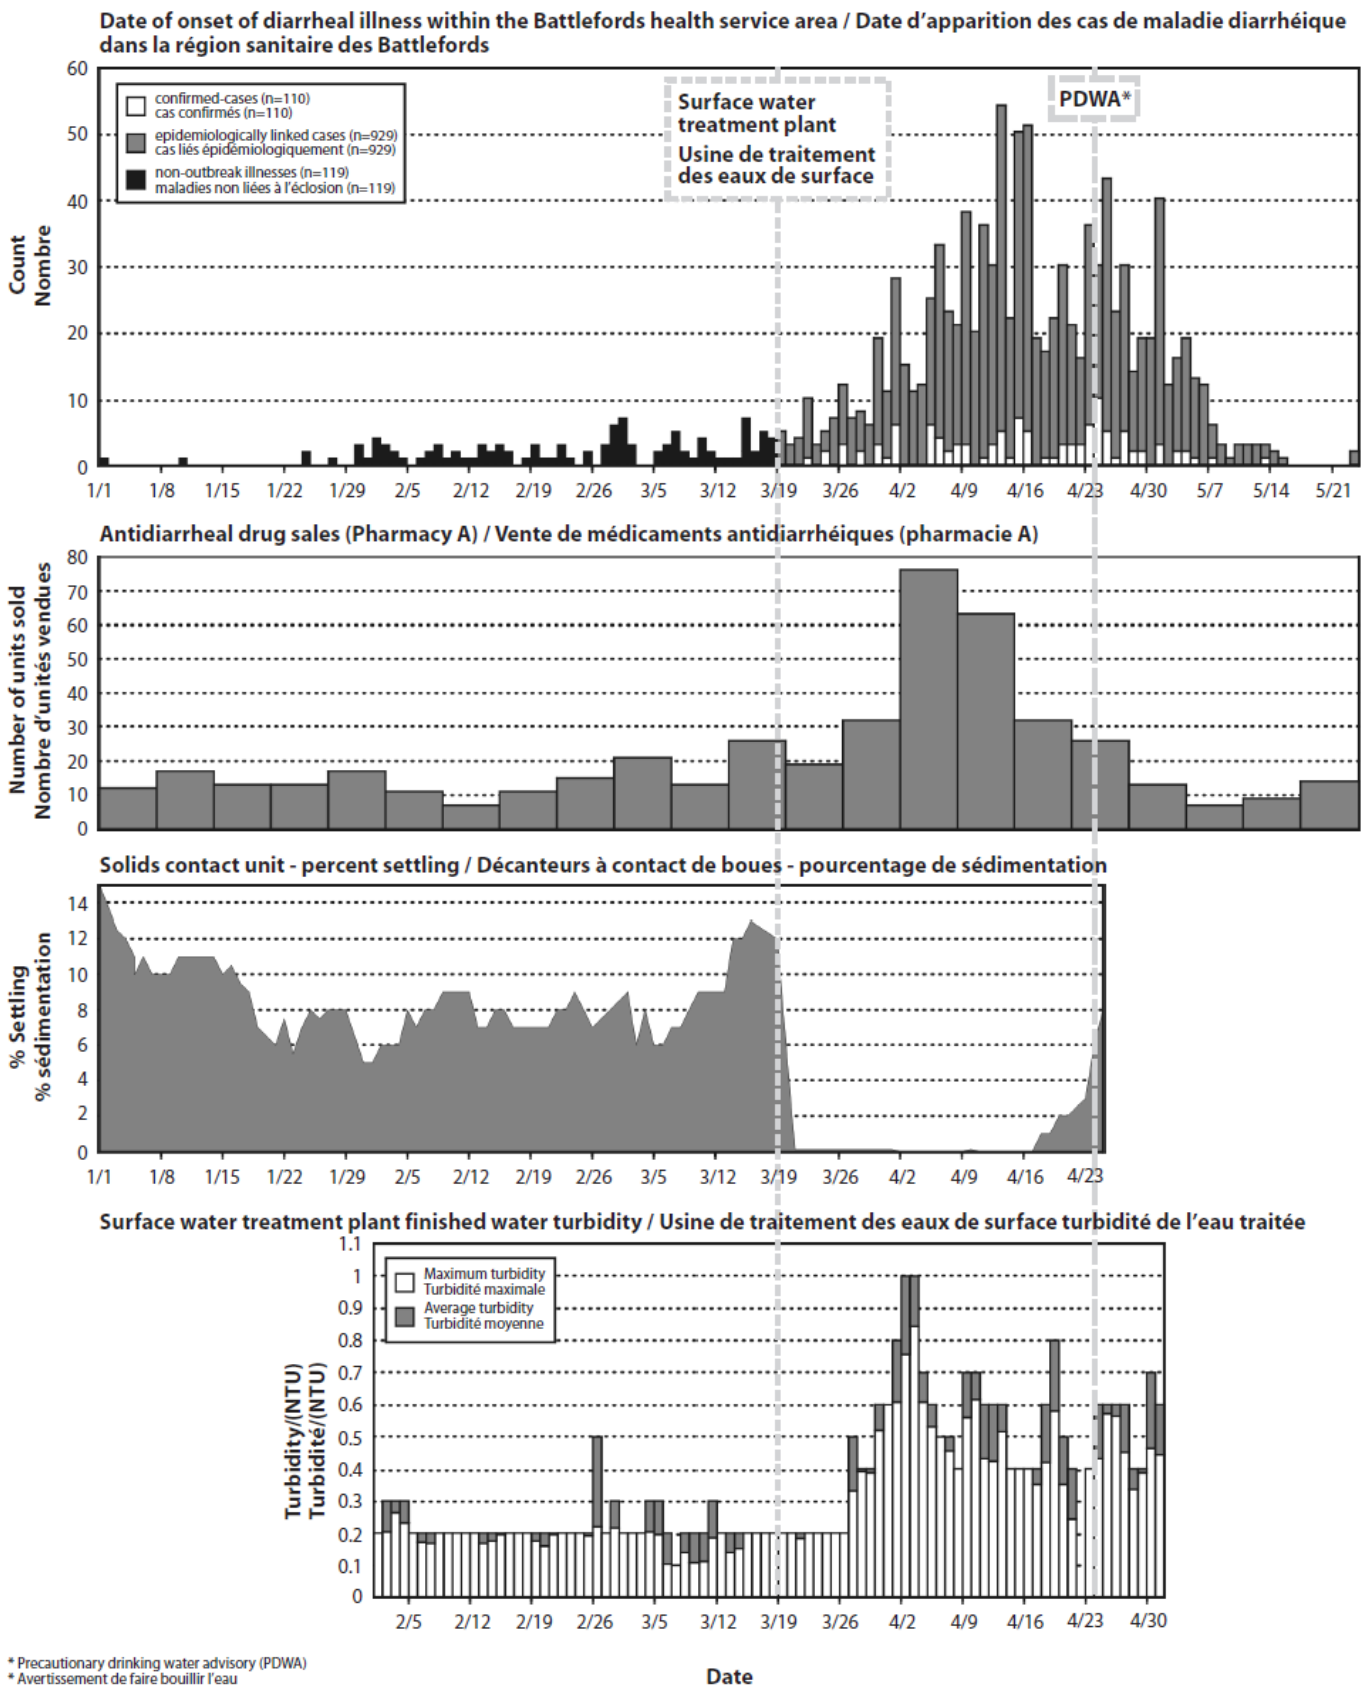 Date of onset of diarrheal illness within the Battlefords health service area / Date d'apparition des cas de maladie diarrhéique
dans la région sanitaire des Battlefords
60
50
40
30
20
10
0
Count
Nombre
confirmed-cases (n=110)
cas confirmés (n=110)
epidemiologically linked cases (n=929)
cas liés épidémiologiquement (n=929)
non-outbreak illnesses (n=119)
maladies non liées à l'éclosion (n=119)
Surface water
treatment plant
Usine de traitement
des eaux de surface
PDWA*
1/1 1/8 1/15 1/22 1/29 2/5 2/12 2/19 2/26 3/5 3/12 3/19 3/26 4/2 4/9 4/16 4/23 4/30 5/7 5/14 5/21
Antidiarrheal drug sales (Pharmacy A) / Vente de médicaments antidiarrhéiques (pharmacie A)
80
70
60
50
40
30
20
10
0
Number of units sold
Nombre d'unités vendues
Solids contact unit - percent settling / Décanteurs à contact de boues - pourcentage de sédimentation
14
12
10
8
6
4
2
0
% Settling
% sédimentation
1/1 1/8 1/15 1/22 1/29 2/5 2/12 2/19 2/26 3/5 3/12 3/19 3/26 4/2 4/9 4/16 4/23
Surface water treatment plant finished water turbidity / Usine de traitement des eaux de surface turbidité de l'eau traitée
1.1
1
0.9
0.8
0.7
0.6
0.5
0.4
0.3
0.2
0.1
0
Turbidity/(NTU)
Turbidité/(NTU)
Maximum turbidity
Turbidité maximale
Average turbidity
Turbidité moyenne
2/5 2/12 2/19 2/26 3/5 3/12 3/19 3/26 4/2 4/9 4/16 4/23 4/30
* Precautionary drinking water advisory (PDWA)
* Avertissement de faire bouillir l'eau
Date